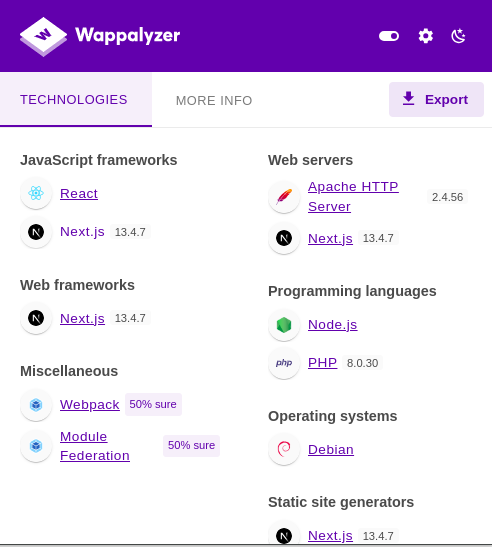 Wappalyzer
TECHNOLOGIES
MORE INFO
Export
JavaScript frameworks
React
Next.js 13.4.7
Web frameworks
Next.js 13.4.7
Miscellaneous
Webpack 50% sure
Module
Federation
50% sure
Web servers
Apache HTTP
Server
2.4.56
Next.js 13.4.7
Programming languages
Node.js
php
PHP 8.0.30
Operating systems
Debian
Static site generators
Next.js 13.4.7